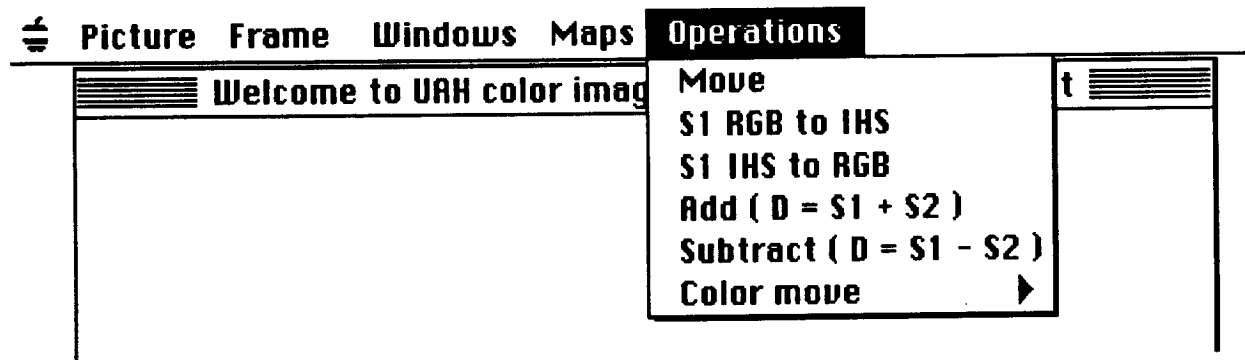 Picture Frame Windows Maps Operations
Welcome to UAH color imag t
Move
S1 RGB to IHS
S1 IHS to RGB
Add ( D = S1 + S2 )
Subtract ( D = S1 - S2 )
Color move